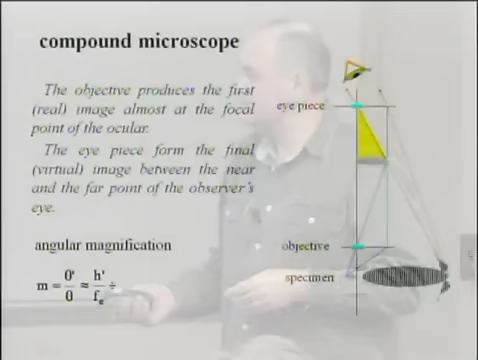 compound microscope
The objective produces the first
(real) image almost at the focal
point of the ocular.
The eye piece form the final
(virtual) image between the near
and the far point of the observer's
eye.
angular magnification
m = θ' / θ ≈ h' / fe ÷
eye piece
objective
specimen